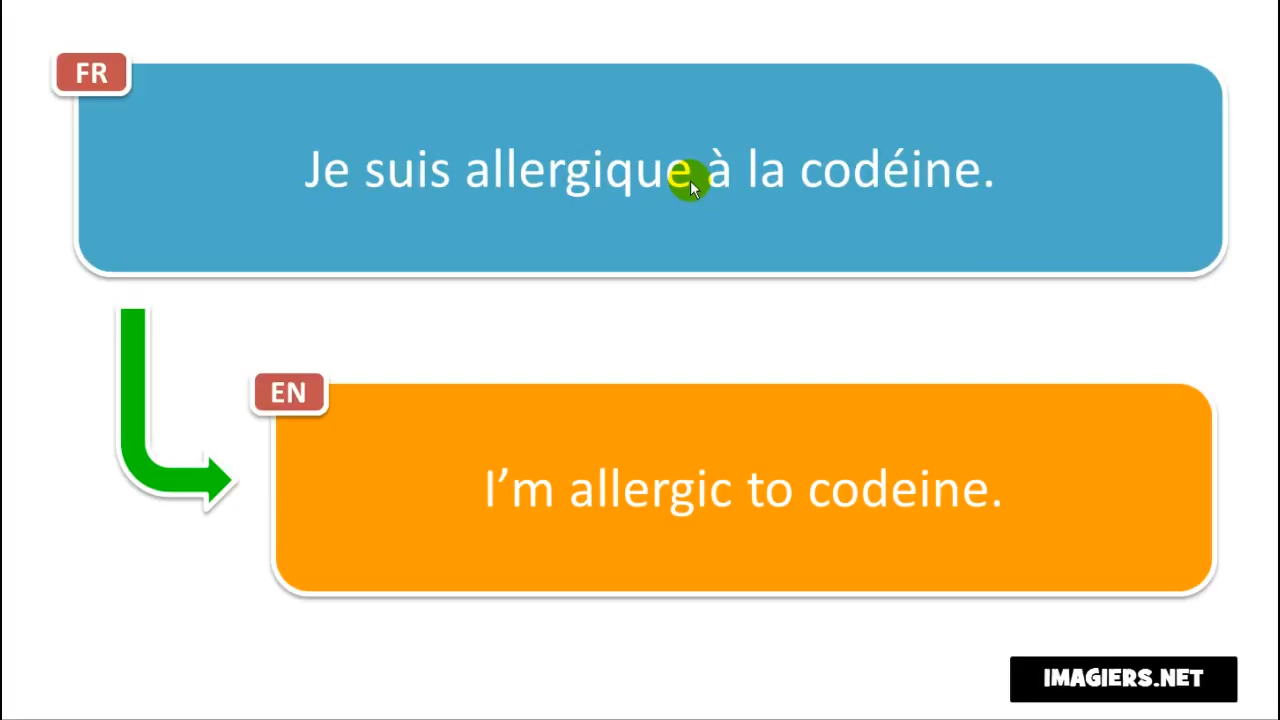 FR
Je suis allergique à la codéine.
EN
I’m allergic to codeine.
IMAGIERS.NET